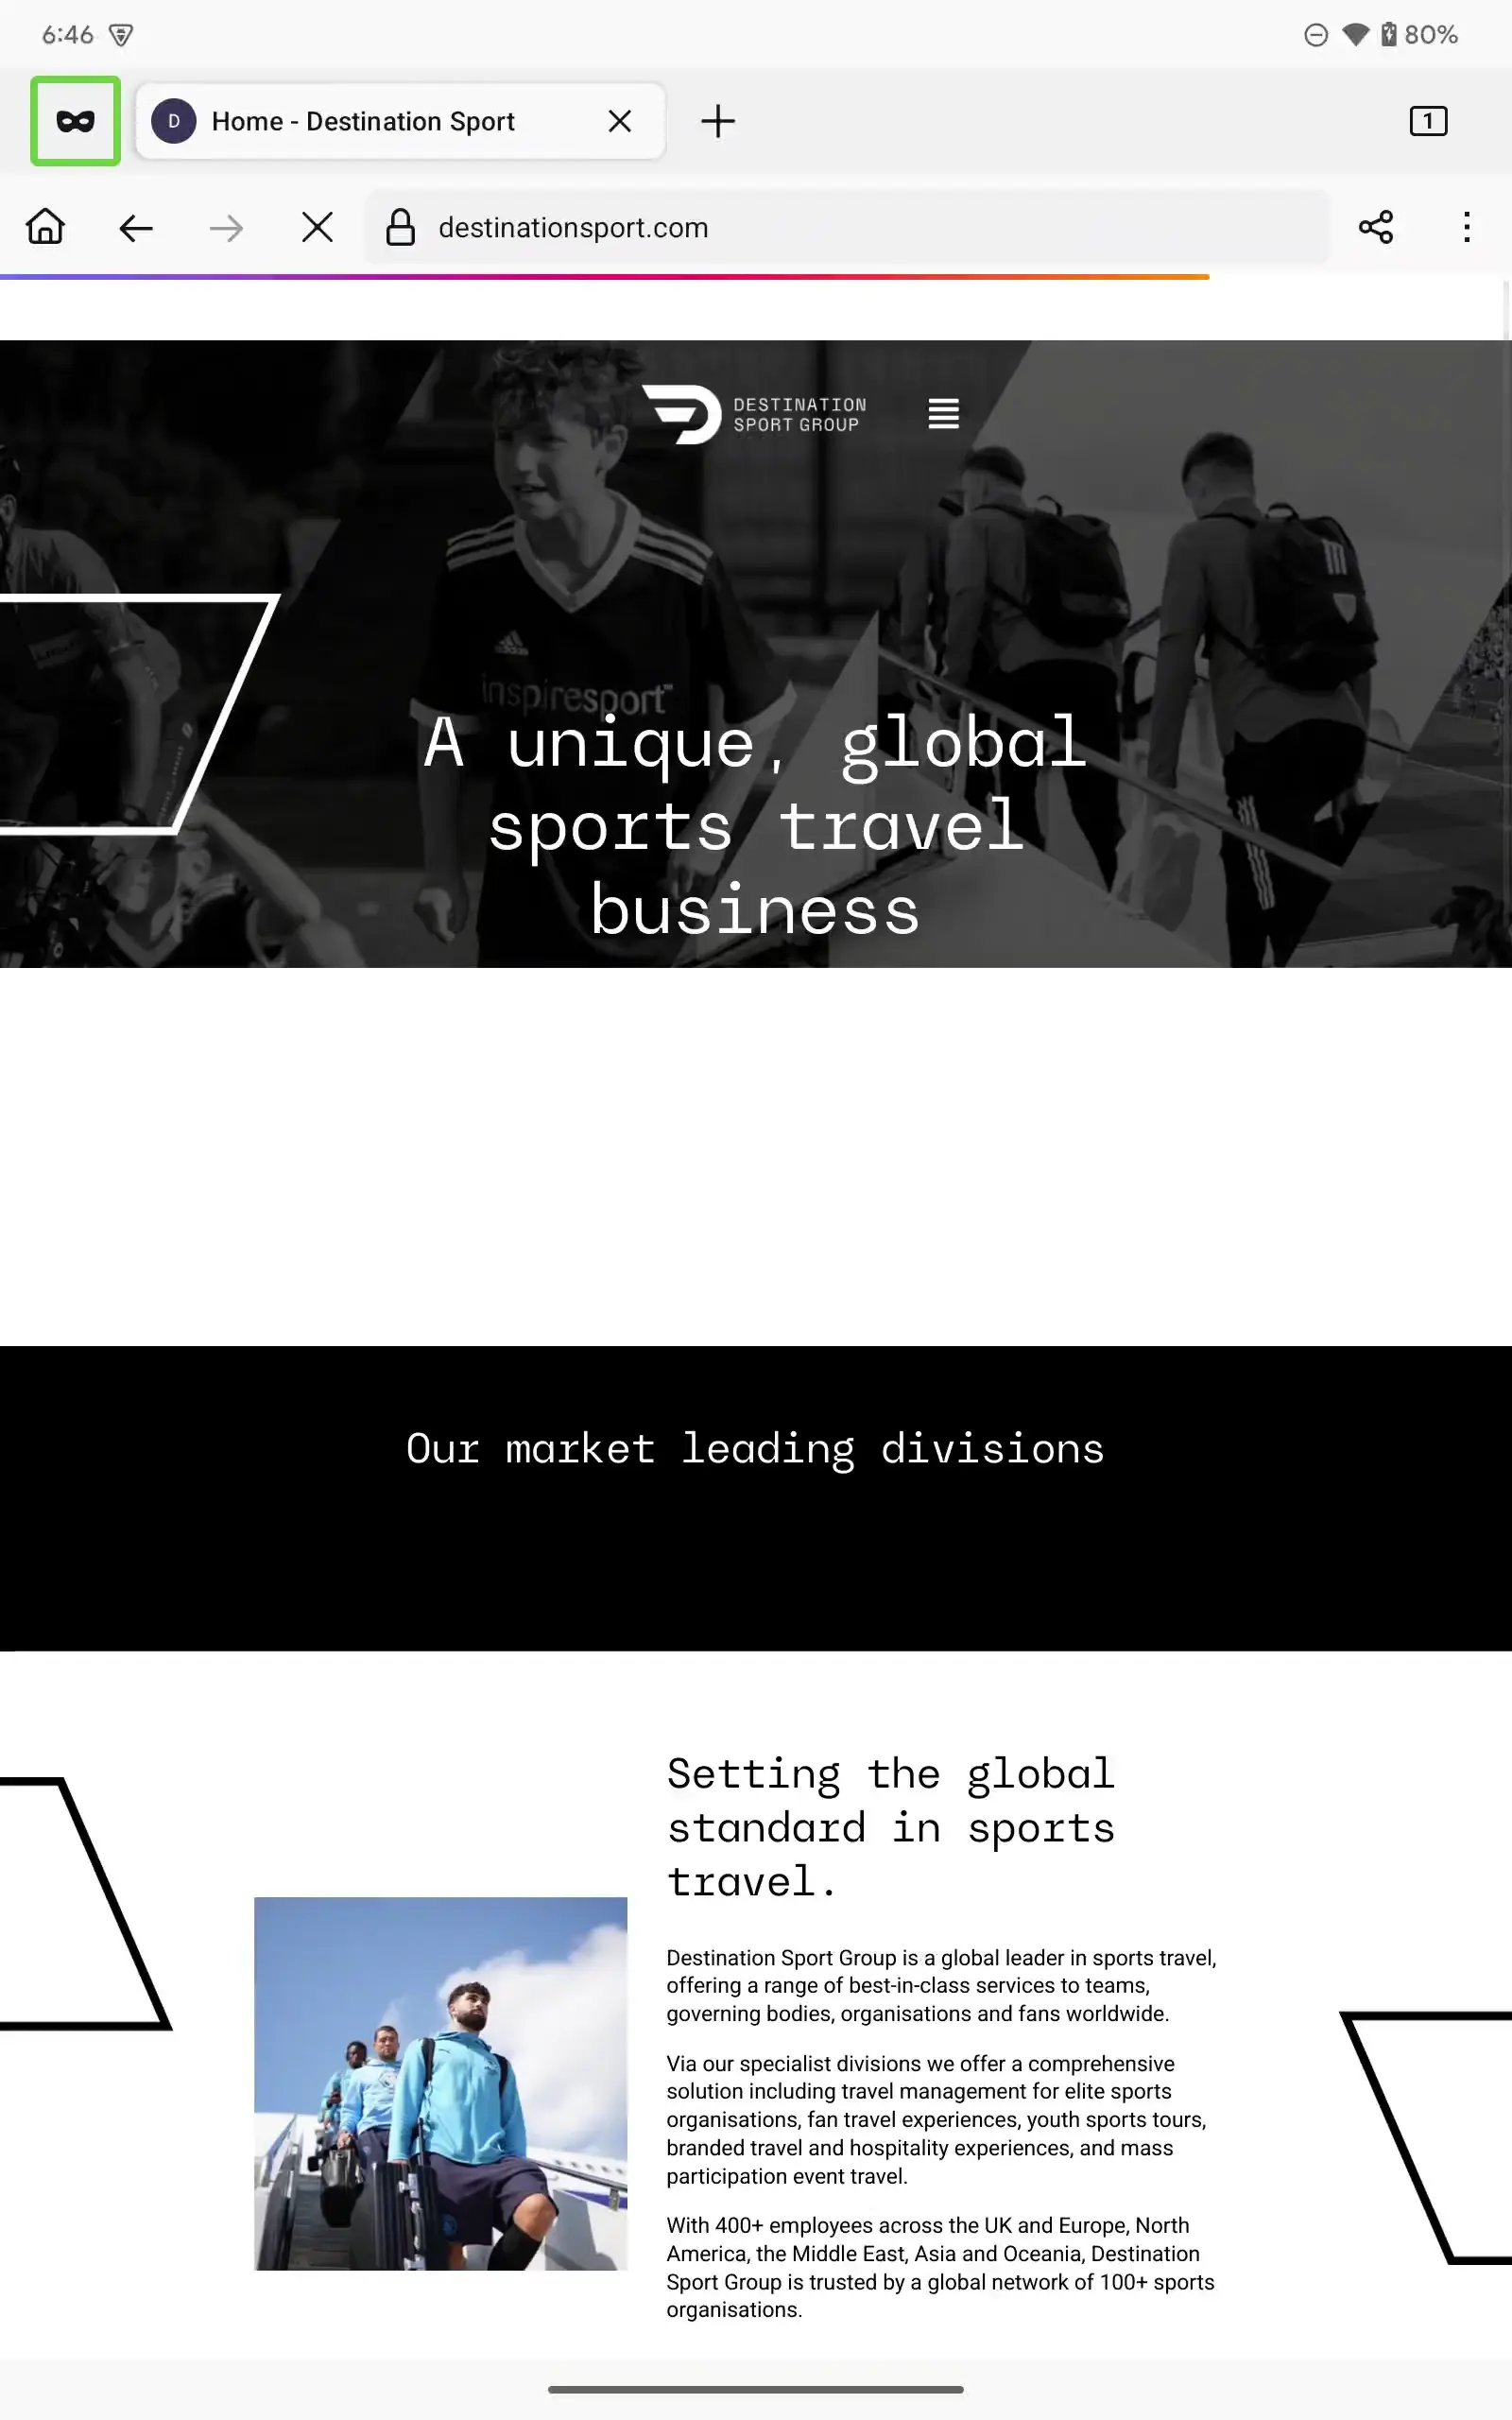 6:46
80%
D
Home - Destination Sport
1
destinationsport.com
DESTINATION
SPORT GROUP
inspiresport™
A unique, global
sports travel
business
Our market leading divisions
Setting the global
standard in sports
travel.
Destination Sport Group is a global leader in sports travel,
offering a range of best-in-class services to teams,
governing bodies, organisations and fans worldwide.
Via our specialist divisions we offer a comprehensive
solution including travel management for elite sports
organisations, fan travel experiences, youth sports tours,
branded travel and hospitality experiences, and mass
participation event travel.
With 400+ employees across the UK and Europe, North
America, the Middle East, Asia and Oceania, Destination
Sport Group is trusted by a global network of 100+ sports
organisations.